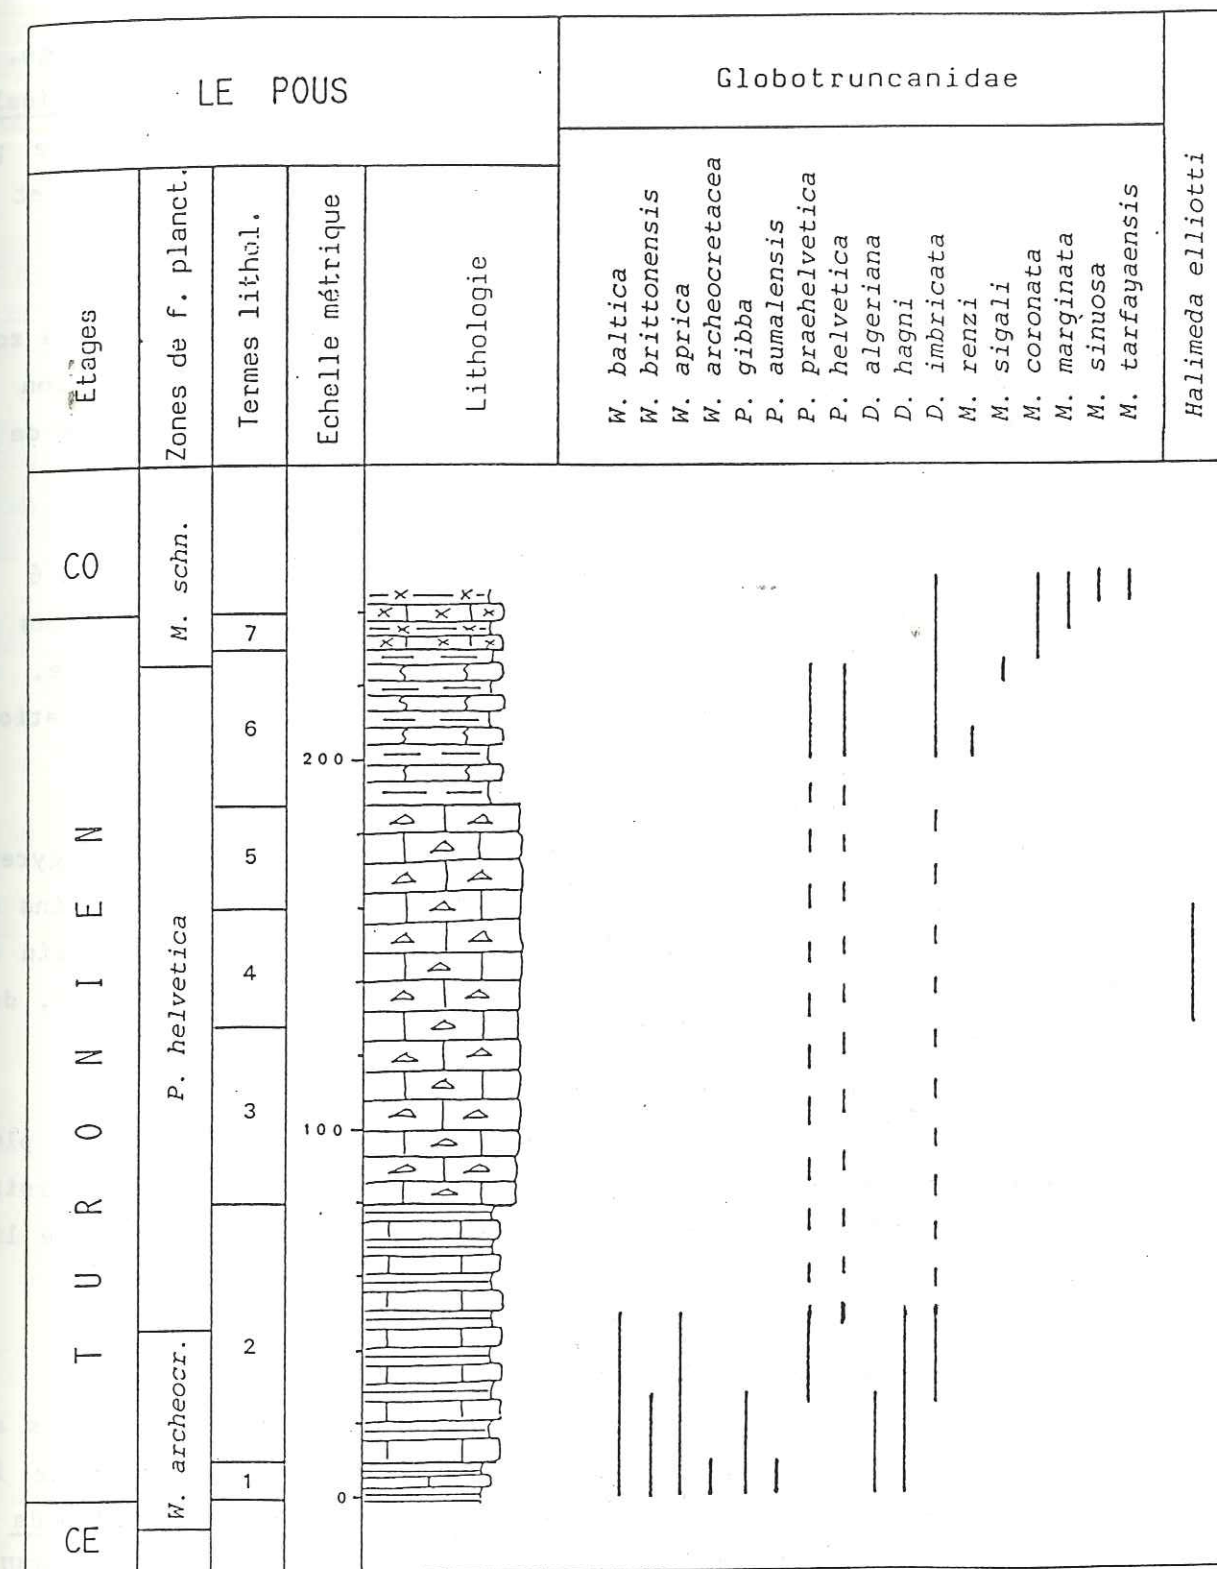 LE POUS
Globotruncanidae
Etages
Zones de f. planct.
Termes lithol.
Echelle métrique
Lithologie
W. baltica
W. brittonensis
W. aprica
W. archeocretacea
P. gibba
P. aumalensis
P. praehelvetica
P. helvetica
D. algeriana
D. hagni
D. imbricata
M. renzi
M. sigali
M. coronata
M. marginata
M. sinuosa
M. tarfayaensis
Halimeda elliotti
CO
TURONIEN
CE
M. schn.
P. helvetica
W. archeocr.
7
6
5
4
3
2
1
200
100
0